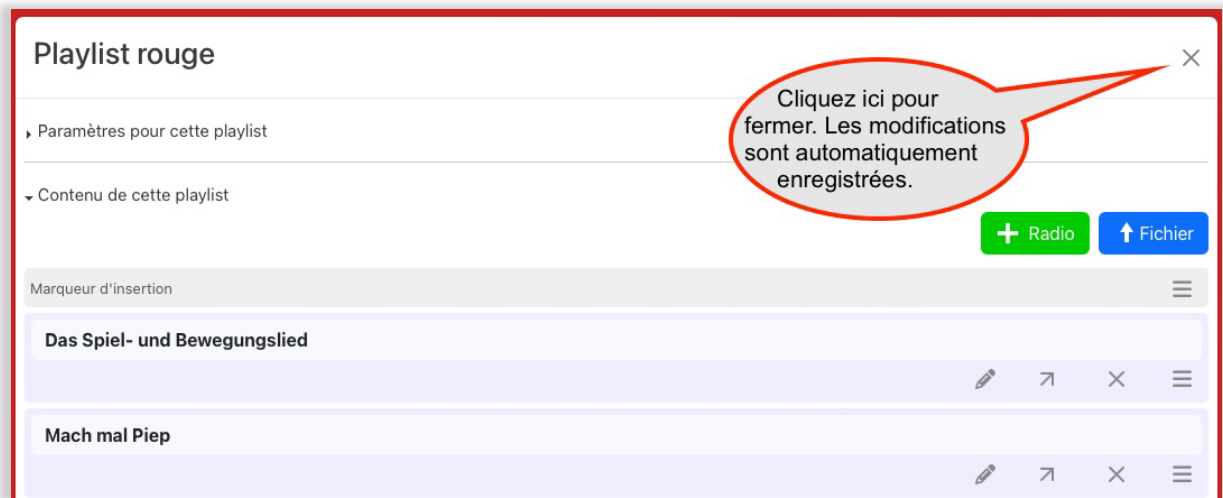 Playlist rouge
Cliquez ici pour
fermer. Les modifications
sont automatiquement
enregistrées.
Paramètres pour cette playlist
Contenu de cette playlist
Radio
Fichier
Marqueur d'insertion
Das Spiel- und Bewegungslied
Mach mal Piep